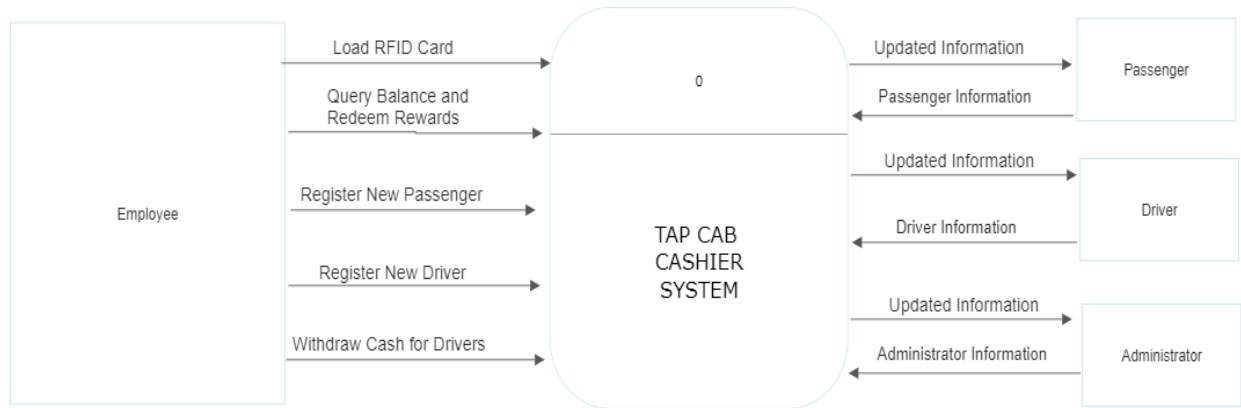 Employee
Load RFID Card
Query Balance and
Redeem Rewards
Register New Passenger
Register New Driver
Withdraw Cash for Drivers
0
TAP CAB
CASHIER
SYSTEM
Updated Information
Passenger Information
Passenger
Updated Information
Driver Information
Driver
Updated Information
Administrator Information
Administrator